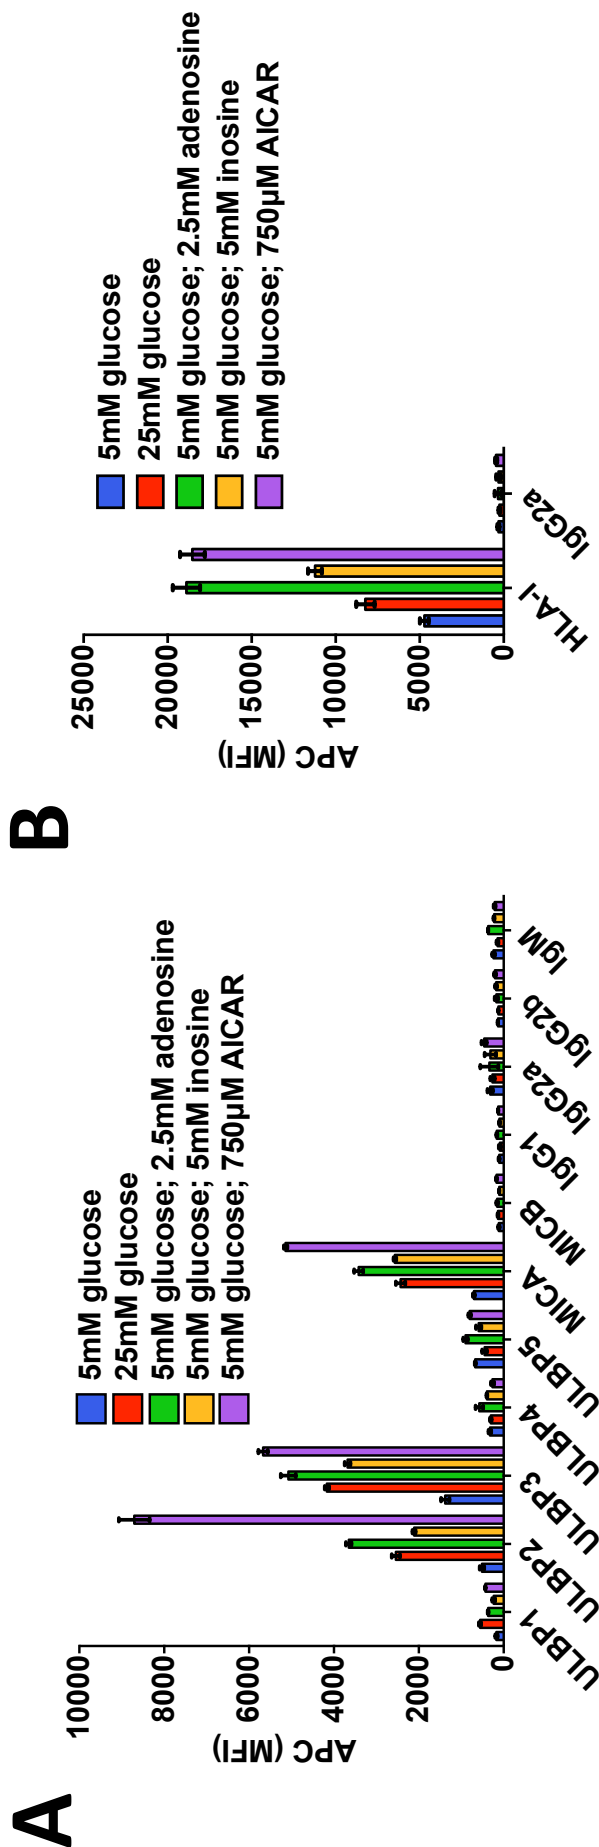 A
APC (MFI)
10000
8000
6000
4000
2000
0
5mM glucose
25mM glucose
5mM glucose; 2.5mM adenosine
5mM glucose; 5mM inosine
5mM glucose; 750μM AICAR
ULBP1
ULBP2
ULBP3
ULBP4
ULBP5
MICA
MICB
IgG1
IgG2a
IgG2b
IgM
B
APC (MFI)
25000
20000
15000
10000
5000
0
5mM glucose
25mM glucose
5mM glucose; 2.5mM adenosine
5mM glucose; 5mM inosine
5mM glucose; 750μM AICAR
HLA-I
IgG2a